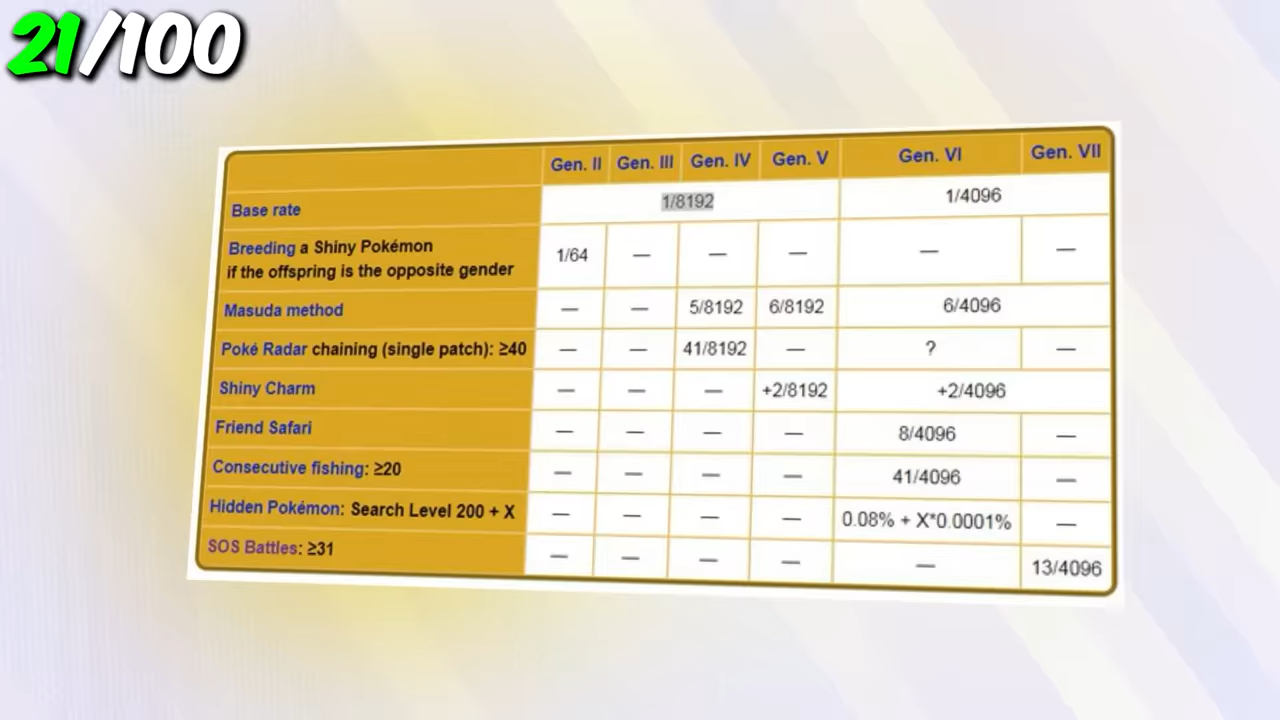 21/100
Gen. II Gen. III Gen. IV Gen. V Gen. VI Gen. VII
Base rate 1/8192 1/4096
Breeding a Shiny Pokémon
if the offspring is the opposite gender 1/64 — — — — —
Masuda method — — 5/8192 6/8192 6/4096
Poké Radar chaining (single patch): ≥40 — — 41/8192 — ? —
Shiny Charm — — — +2/8192 +2/4096
Friend Safari — — — — 8/4096 —
Consecutive fishing: ≥20 — — — — 41/4096 —
Hidden Pokémon: Search Level 200 + X — — — — 0.08% + X*0.0001% —
SOS Battles: ≥31 — — — — — 13/4096